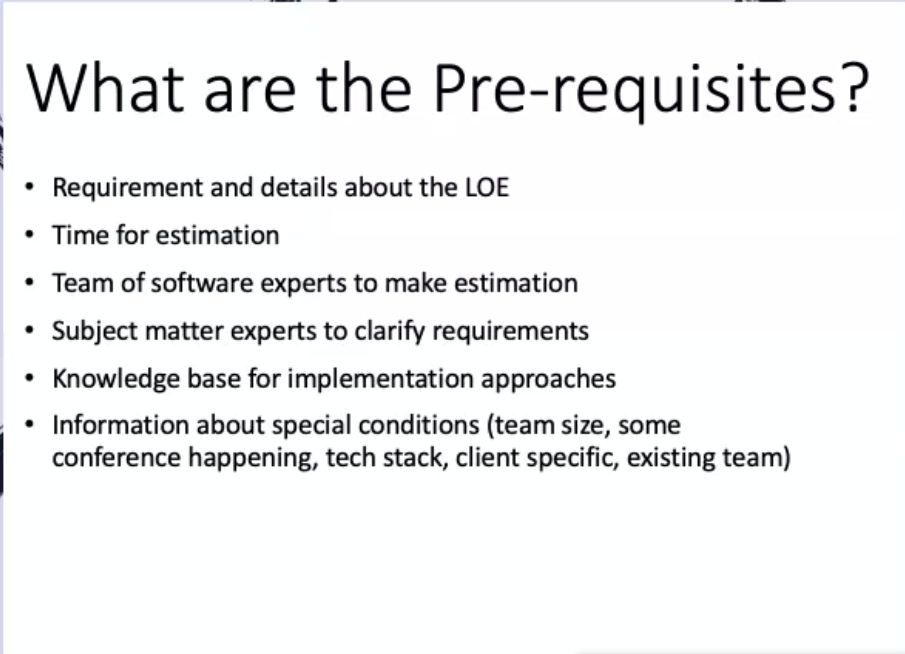 What are the Pre-requisites?
• Requirement and details about the LOE
• Time for estimation
• Team of software experts to make estimation
• Subject matter experts to clarify requirements
• Knowledge base for implementation approaches
• Information about special conditions (team size, some
conference happening, tech stack, client specific, existing team)